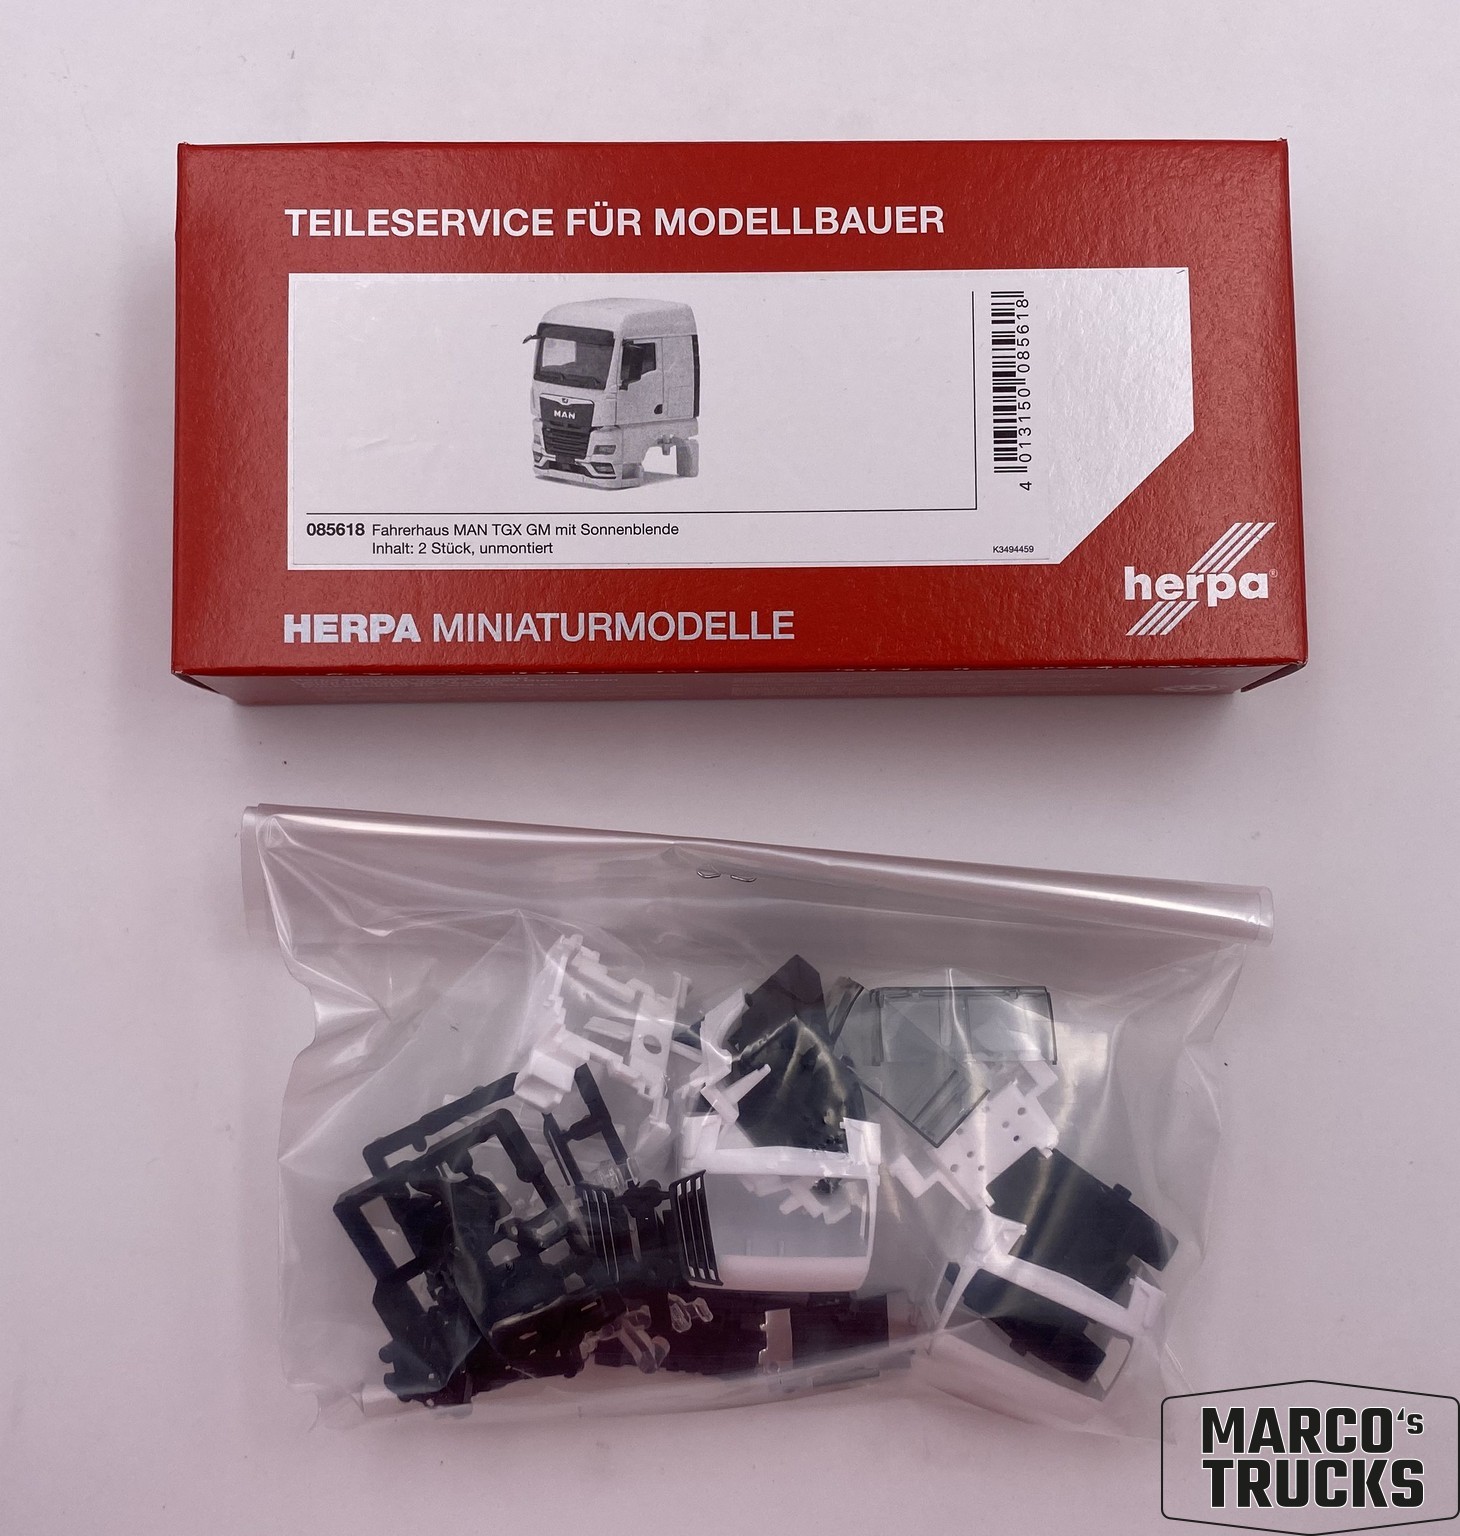 TEILESERVICE FÜR MODELLBAUER
MAN
4 013150 085618
085618 Fahrerhaus MAN TGX GM mit Sonnenblende
Inhalt: 2 Stück, unmontiert
K3494459
herpa®
HERPA MINIATURMODELLE
MARCO's
TRUCKS